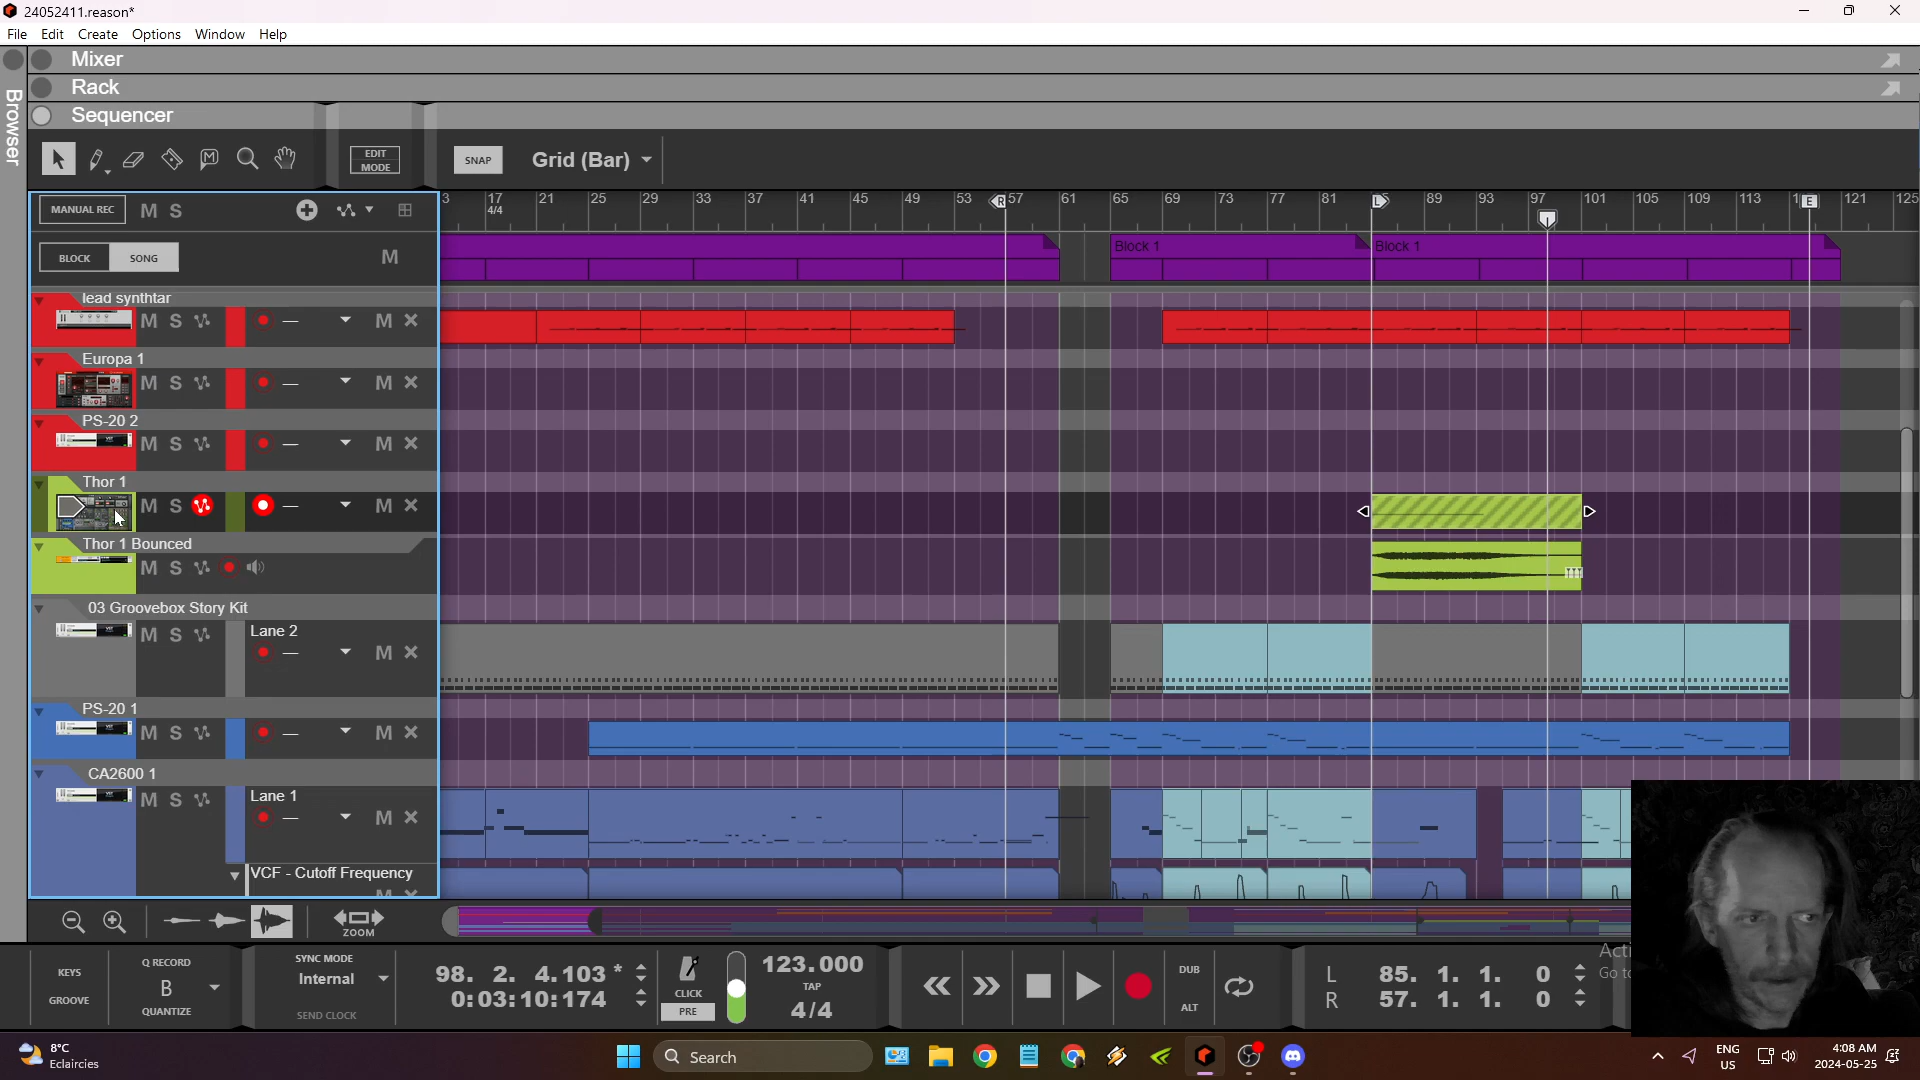 24052411.reason*
File Edit Create Options Window Help
Mixer
Rack
Sequencer
Browser
EDIT MODE
SNAP
Grid (Bar)
MANUAL REC M S
3 17 21 25 29 33 37 41 45 49 53 R 57 61 65 69 73 77 81 L 89 93 97 101 105 109 113 E 121 125
4/4
BLOCK SONG M
Block 1 Block 1
lead synthtar
M S M
Europa 1
M S M
PS-20 2
M S M
Thor 1
M S M
Thor 1 Bounced
M S
03 Groovebox Story Kit
Lane 2
M S M
PS-20 1
M S M
CA2600 1
Lane 1
M S M
VCF - Cutoff Frequency
ZOOM
KEYS
GROOVE
Q RECORD
B
QUANTIZE
SYNC MODE
Internal
SEND CLOCK
98. 2. 4.103 *
0:03:10:174
CLICK
PRE
123.000
TAP
4/4
DUB
ALT
L 85. 1. 1. 0
R 57. 1. 1. 0
Acti
Go to
8°C
Eclaircies
Search
ENG
US
4:08 AM
2024-05-25